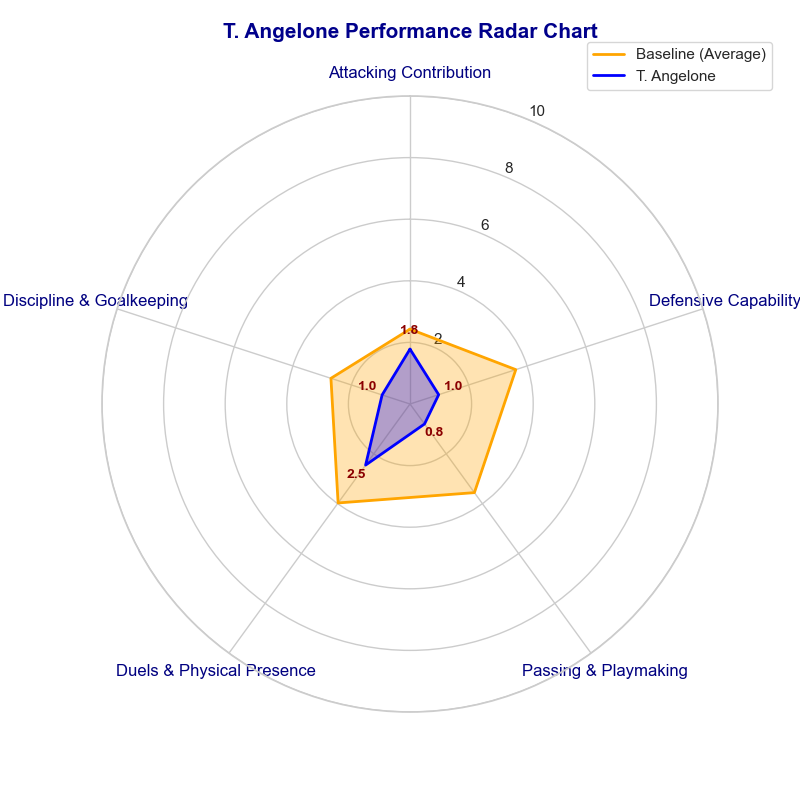 T. Angelone Performance Radar Chart
Baseline (Average)
T. Angelone
Attacking Contribution
10
8
6
4
2
1.8
Discipline & Goalkeeping
Defensive Capability
1.0
1.0
0.8
2.5
Duels & Physical Presence
Passing & Playmaking